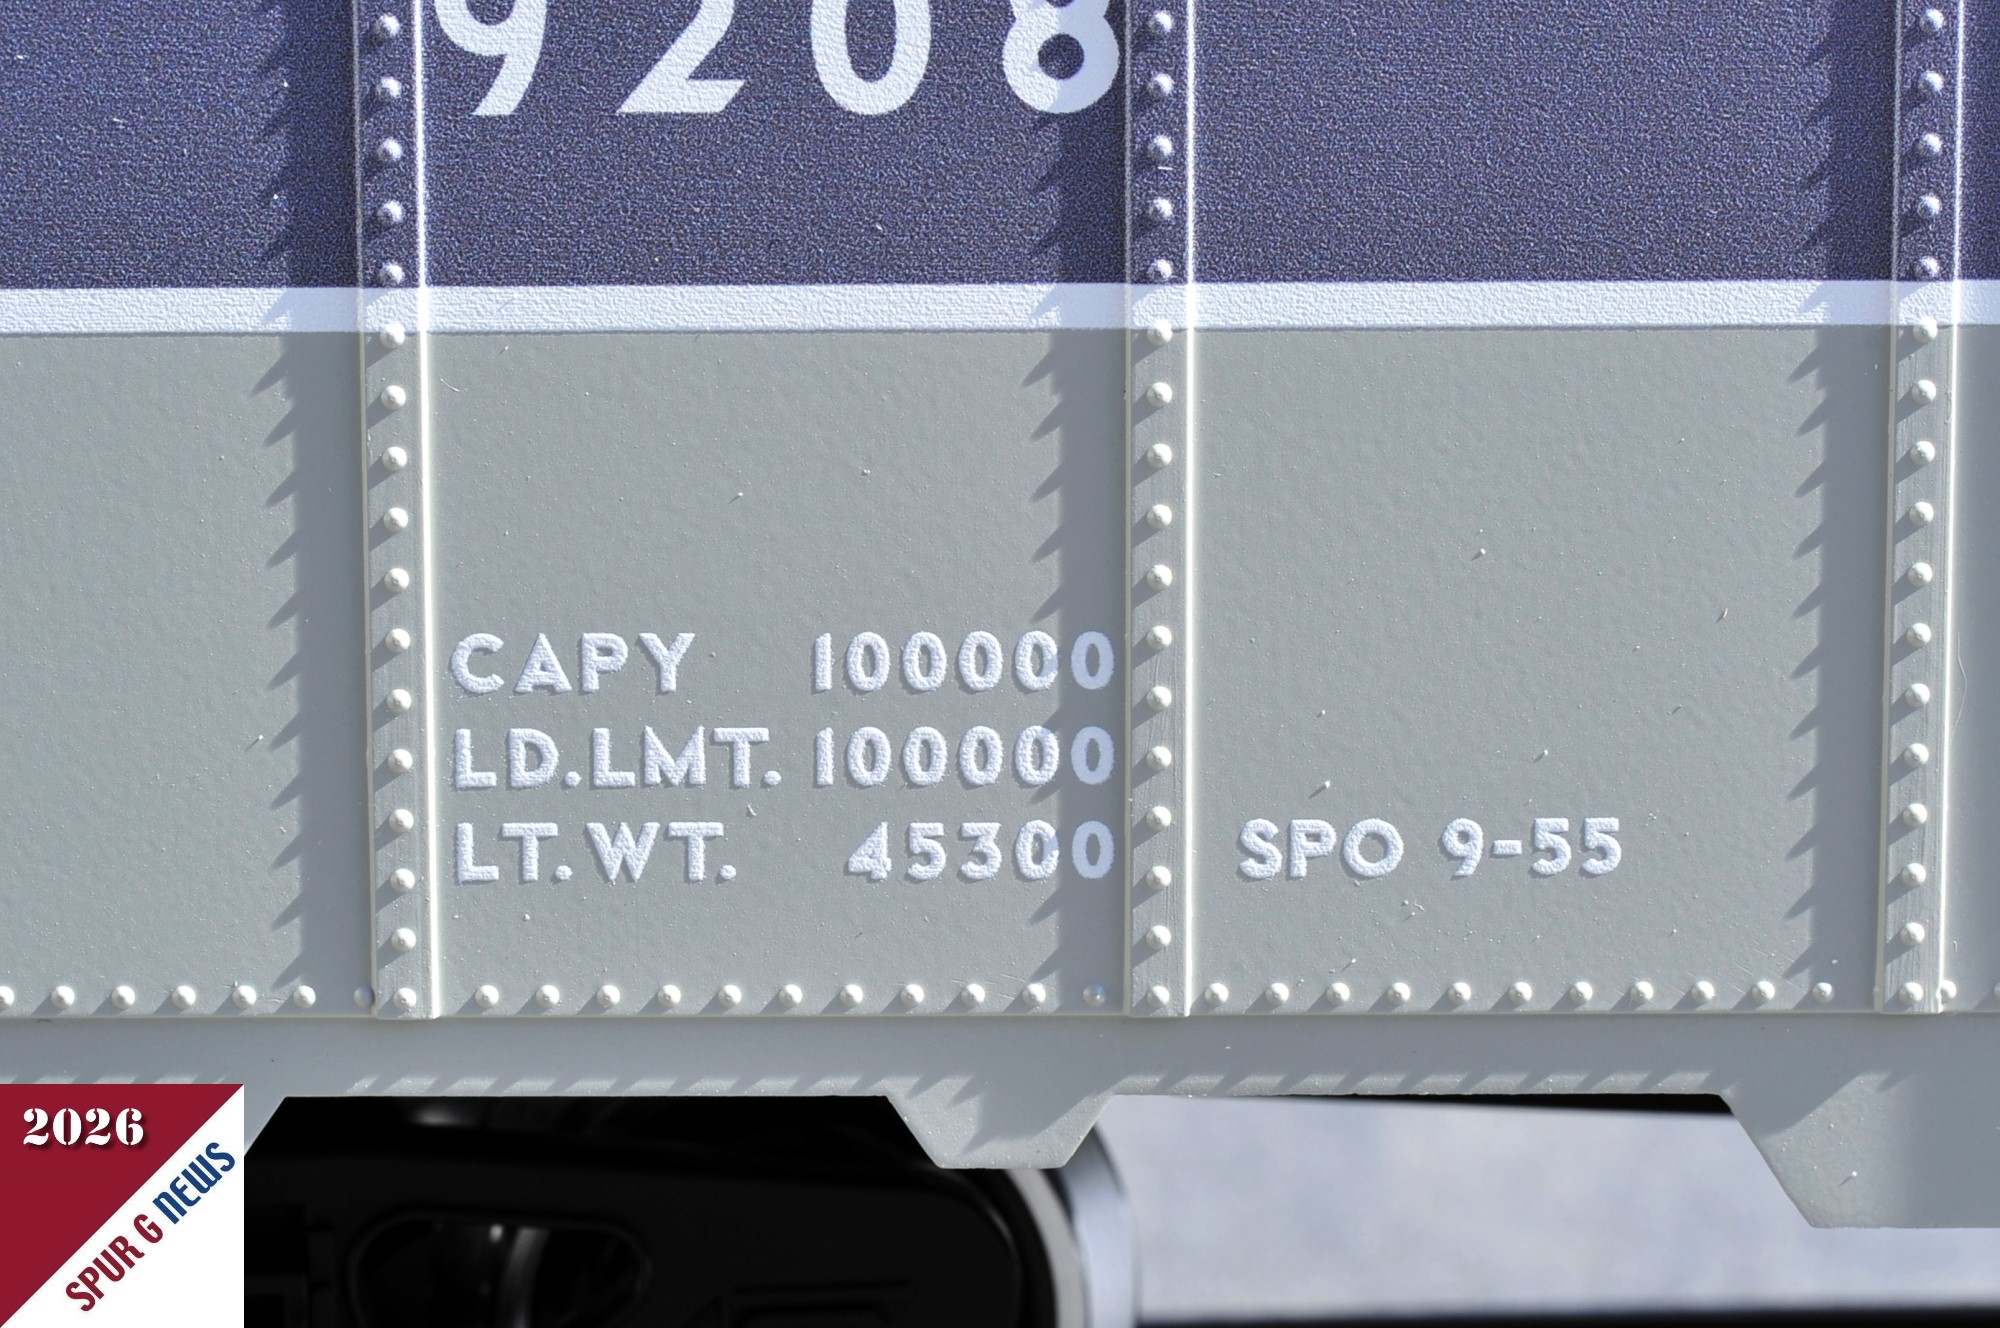 9208
CAPY 100000
LD.LMT. 100000
LT.WT. 45300
SPO 9-55
2026
SPUR G NEWS